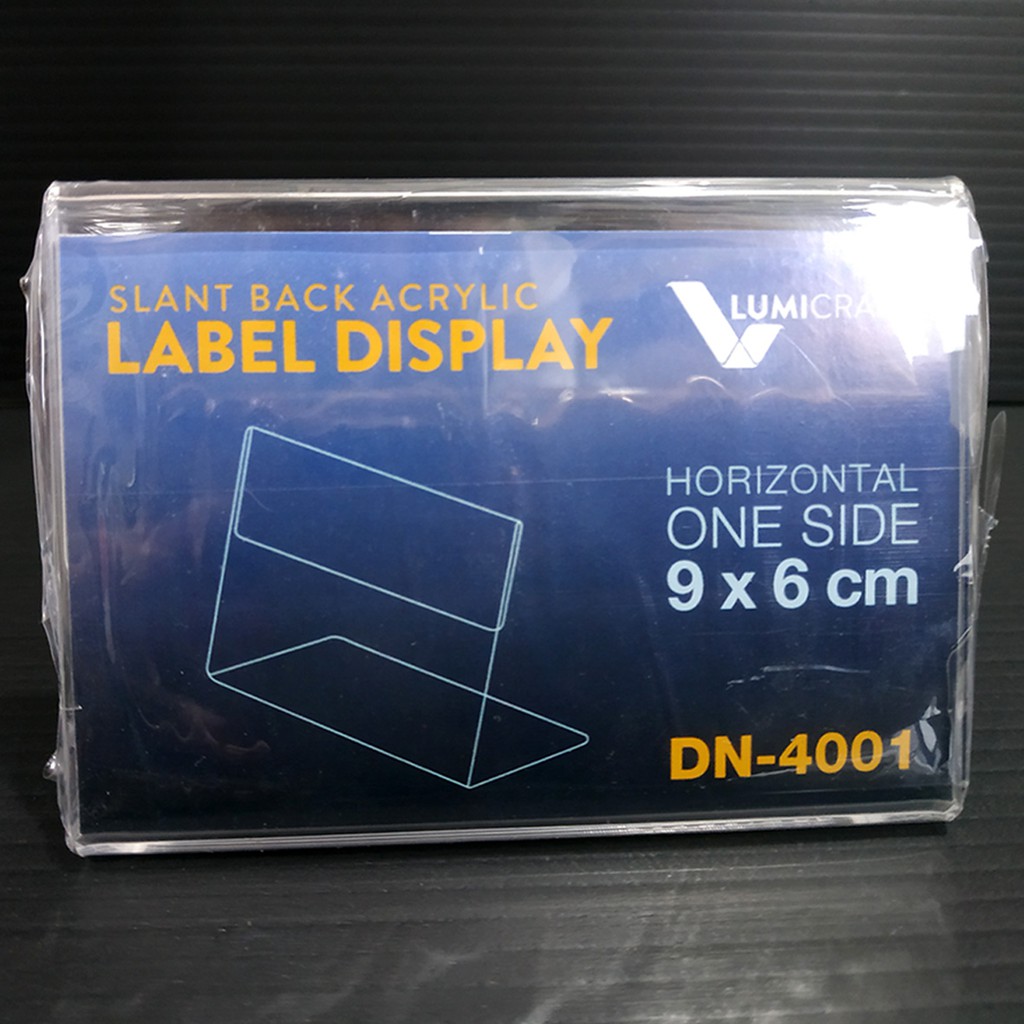 SLANT BACK ACRYLIC
LABEL DISPLAY
HORIZONTAL
ONE SIDE
9 x 6 cm
DN-4001